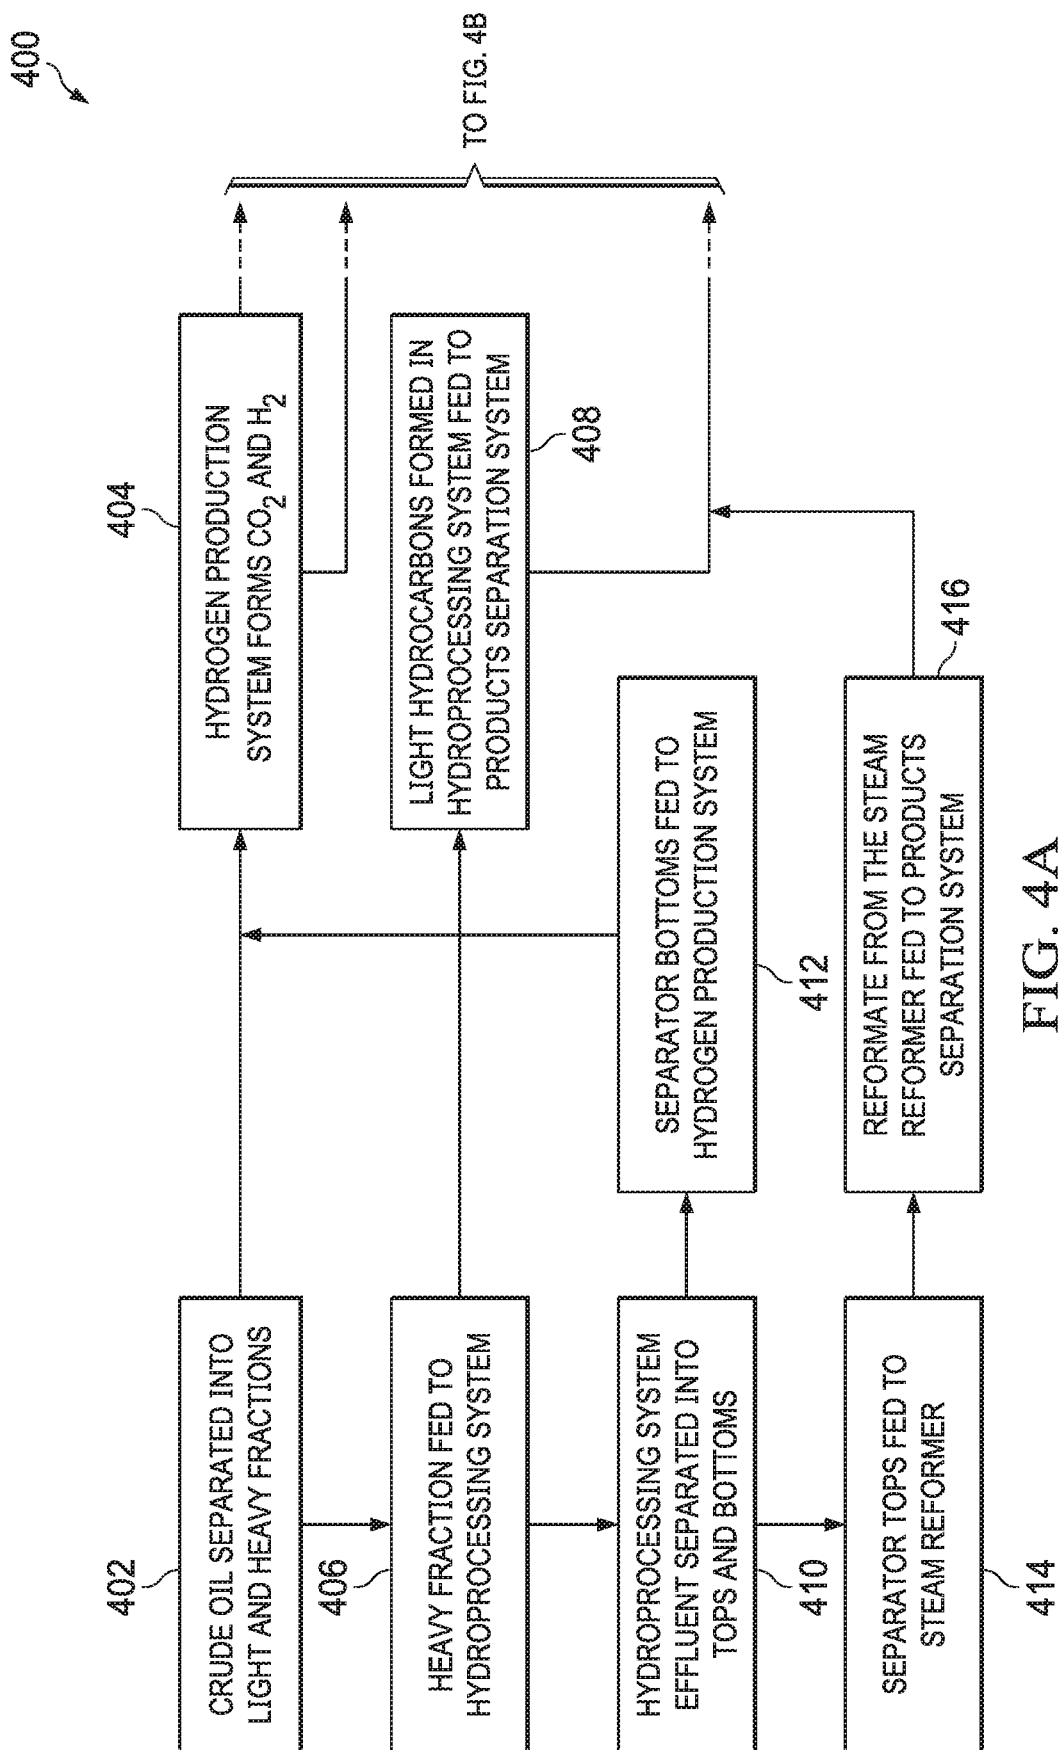 400
402
CRUDE OIL SEPARATED INTO
LIGHT AND HEAVY FRACTIONS
404
HYDROGEN PRODUCTION
SYSTEM FORMS CO2 AND H2
406
HEAVY FRACTION FED TO
HYDROPROCESSING SYSTEM
LIGHT HYDROCARBONS FORMED IN
HYDROPROCESSING SYSTEM FED TO
PRODUCTS SEPARATION SYSTEM
408
TO FIG. 4B
HYDROPROCESSING SYSTEM
EFFLUENT SEPARATED INTO
TOPS AND BOTTOMS
410
SEPARATOR BOTTOMS FED TO
HYDROGEN PRODUCTION SYSTEM
412
SEPARATOR TOPS FED TO
STEAM REFORMER
414
REFORMATE FROM THE STEAM
REFORMER FED TO PRODUCTS
SEPARATION SYSTEM
416
FIG. 4A